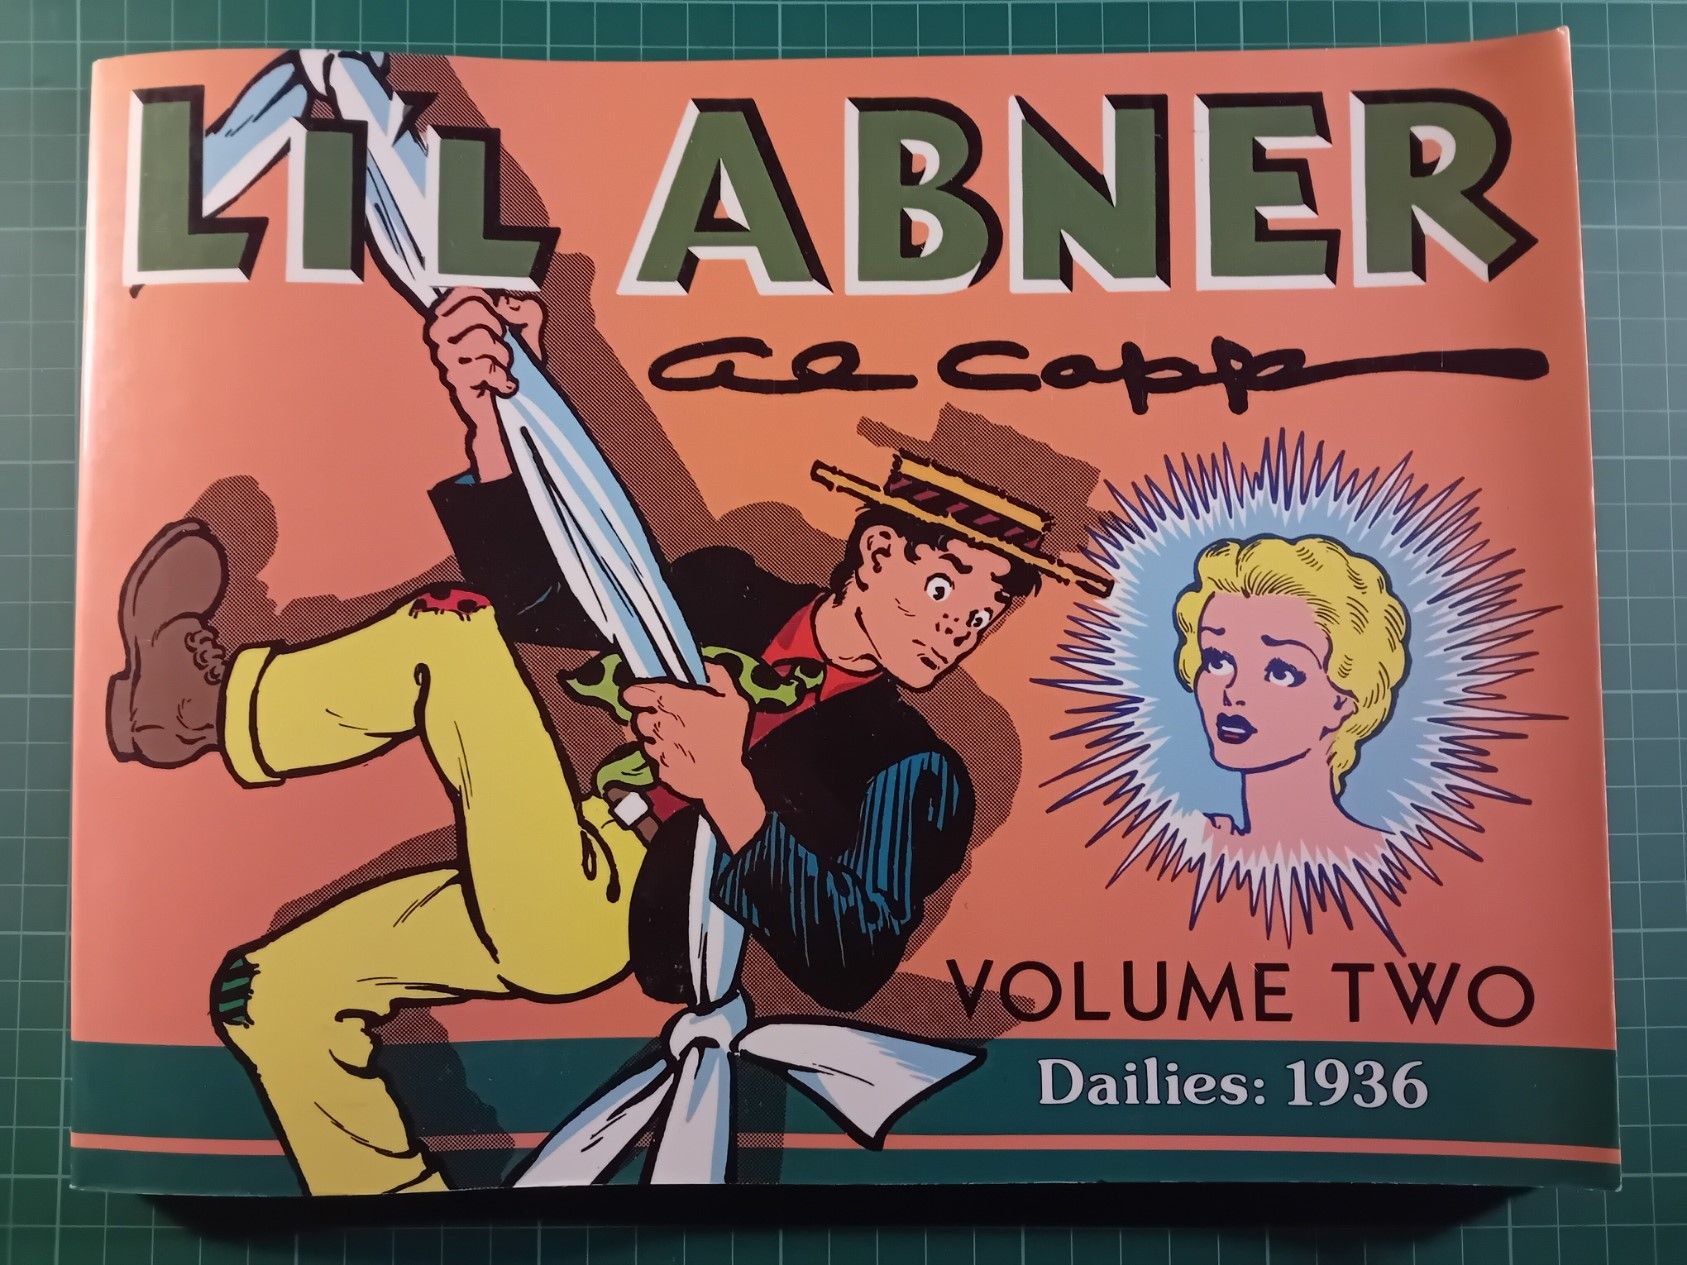 LI'L ABNER
al capp
VOLUME TWO
Dailies: 1936